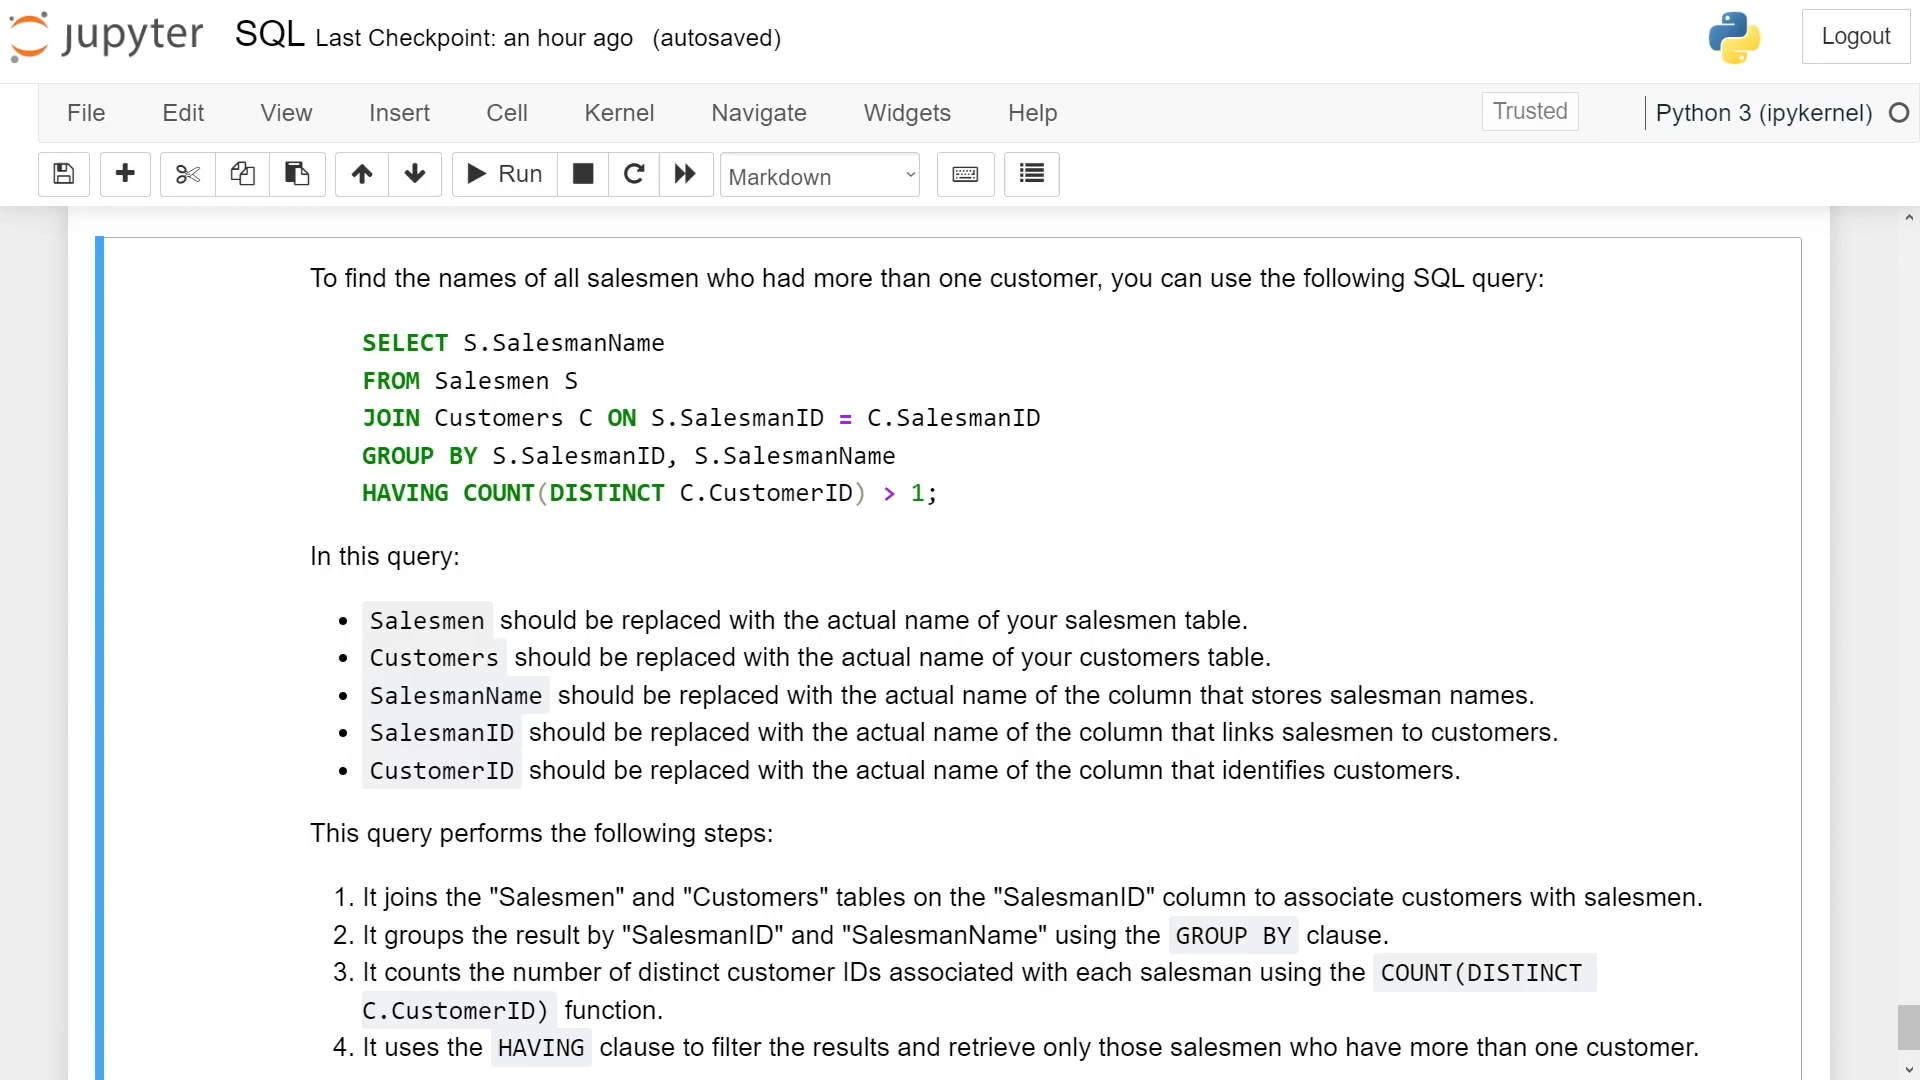 jupyter SQL Last Checkpoint: an hour ago (autosaved) Logout
File Edit View Insert Cell Kernel Navigate Widgets Help Trusted Python 3 (ipykernel)
Run Markdown
To find the names of all salesmen who had more than one customer, you can use the following SQL query:
SELECT S.SalesmanName
FROM Salesmen S
JOIN Customers C ON S.SalesmanID = C.SalesmanID
GROUP BY S.SalesmanID, S.SalesmanName
HAVING COUNT(DISTINCT C.CustomerID) > 1;
In this query:
• Salesmen should be replaced with the actual name of your salesmen table.
• Customers should be replaced with the actual name of your customers table.
• SalesmanName should be replaced with the actual name of the column that stores salesman names.
• SalesmanID should be replaced with the actual name of the column that links salesmen to customers.
• CustomerID should be replaced with the actual name of the column that identifies customers.
This query performs the following steps:
1. It joins the "Salesmen" and "Customers" tables on the "SalesmanID" column to associate customers with salesmen.
2. It groups the result by "SalesmanID" and "SalesmanName" using the GROUP BY clause.
3. It counts the number of distinct customer IDs associated with each salesman using the COUNT(DISTINCT
C.CustomerID) function.
4. It uses the HAVING clause to filter the results and retrieve only those salesmen who have more than one customer.